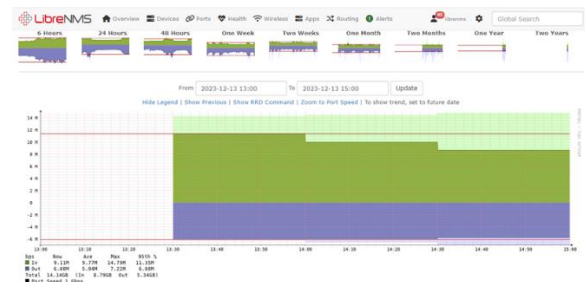 LibreNMS Overview Devices Ports Health Wireless Apps Routing Alerts librenms Global Search
6 Hours 24 Hours 48 Hours One Week Two Weeks One Month Two Months One Year Two Years
From 2023-12-13 13:00 To 2023-12-13 15:00 Update
Hide Legend | Show Previous | Show RRD Command | Zoom to Port Speed | To show trend, set to future date
14 M
12 M
10 M
8 M
6 M
4 M
2 M
0
-2 M
-4 M
-6 M
13:00 13:10 13:20 13:30 13:40 13:50 14:00 14:10 14:20 14:30 14:40 14:50 15:00
bps Now Ave Max 95th %
In 9.11M 9.77M 14.79M 11.35M
Out 6.08M 5.94M 7.22M 6.08M
Total 14.14GB (In 8.79GB Out 5.34GB)
Port Speed 1 Gbps